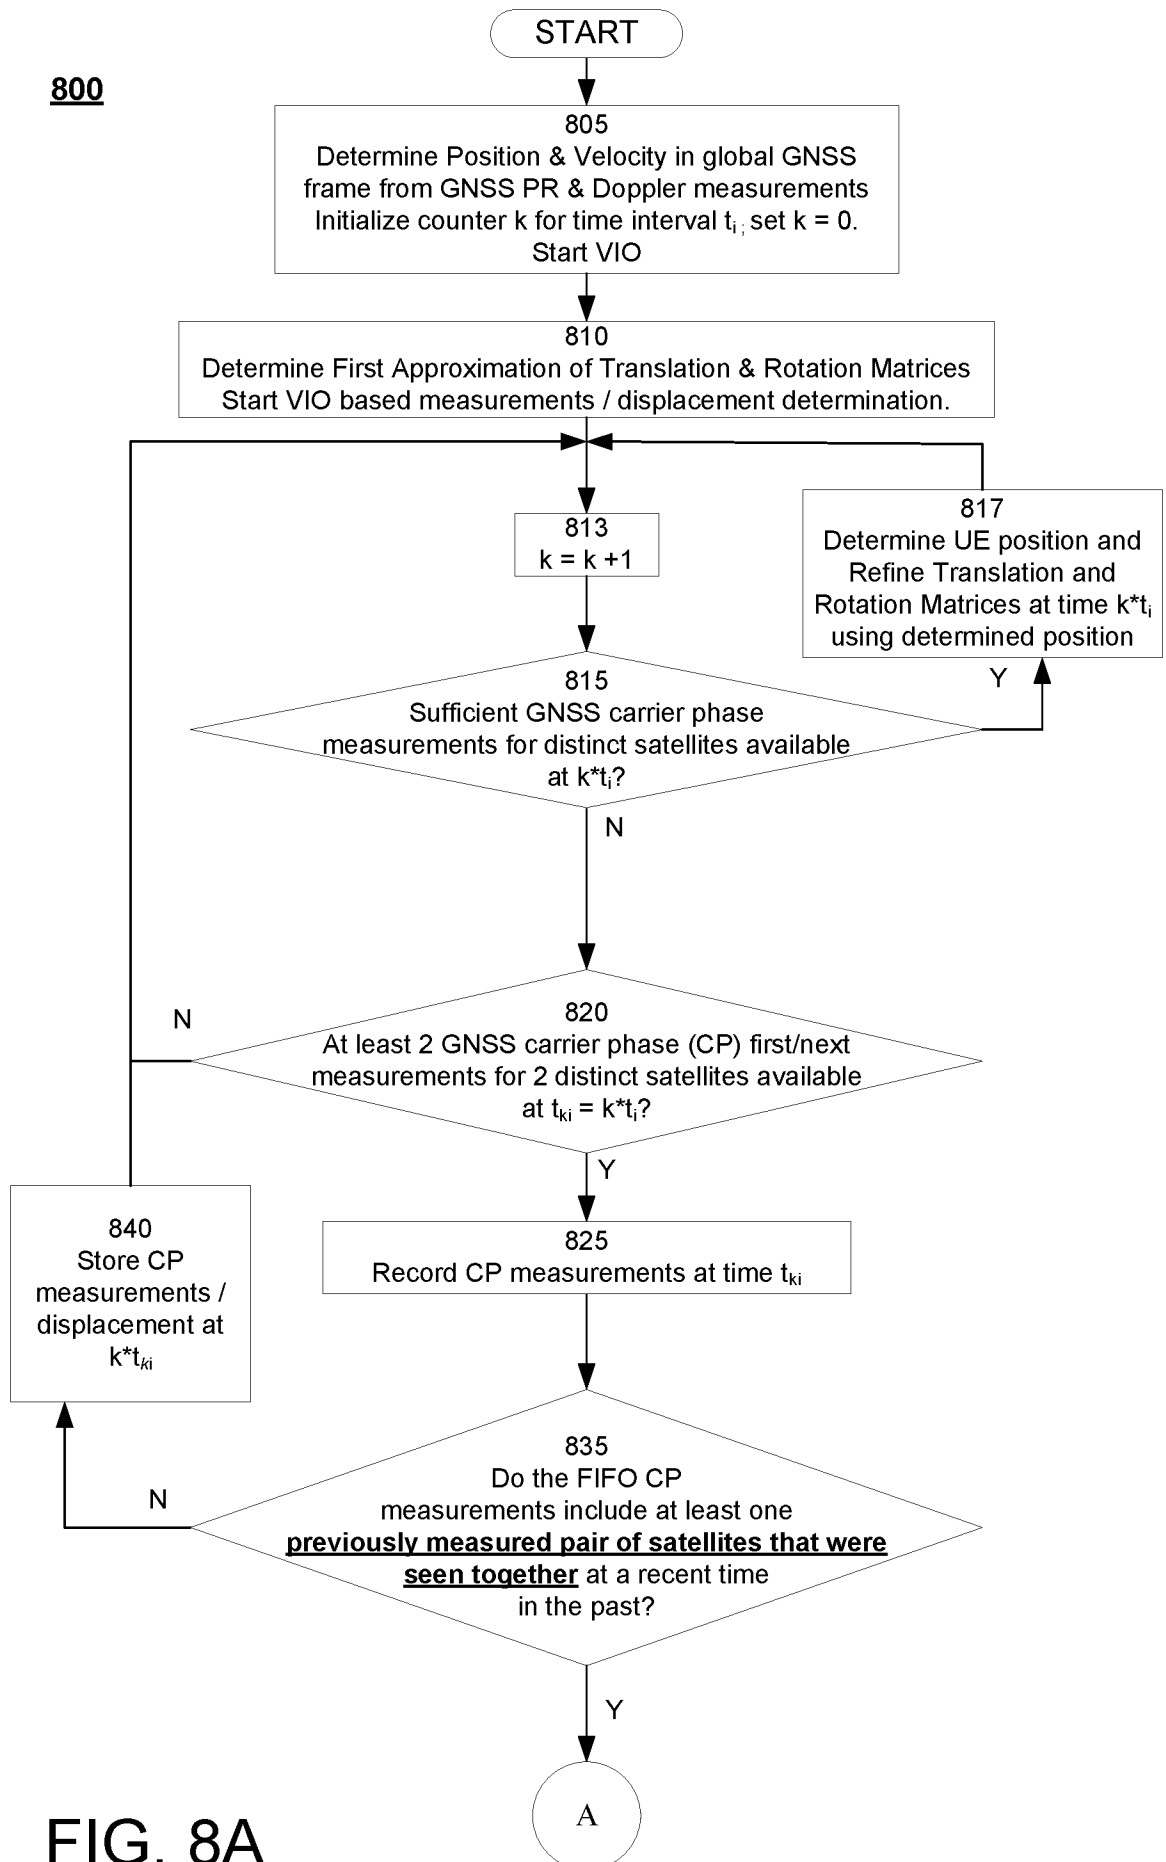 START
800
805
Determine Position & Velocity in global GNSS
frame from GNSS PR & Doppler measurements
Initialize counter k for time interval tᵢ ; set k = 0.
Start VIO
810
Determine First Approximation of Translation & Rotation Matrices
Start VIO based measurements / displacement determination.
813
k = k +1
817
Determine UE position and
Refine Translation and
Rotation Matrices at time k*tᵢ
using determined position
Y
815
Sufficient GNSS carrier phase
measurements for distinct satellites available
at k*tᵢ?
N
N
820
At least 2 GNSS carrier phase (CP) first/next
measurements for 2 distinct satellites available
at tₖᵢ = k*tᵢ?
Y
825
Record CP measurements at time tₖᵢ
840
Store CP
measurements /
displacement at
k*tₖᵢ
N
835
Do the FIFO CP
measurements include at least one
previously measured pair of satellites that were
seen together at a recent time
in the past?
Y
A
FIG. 8A